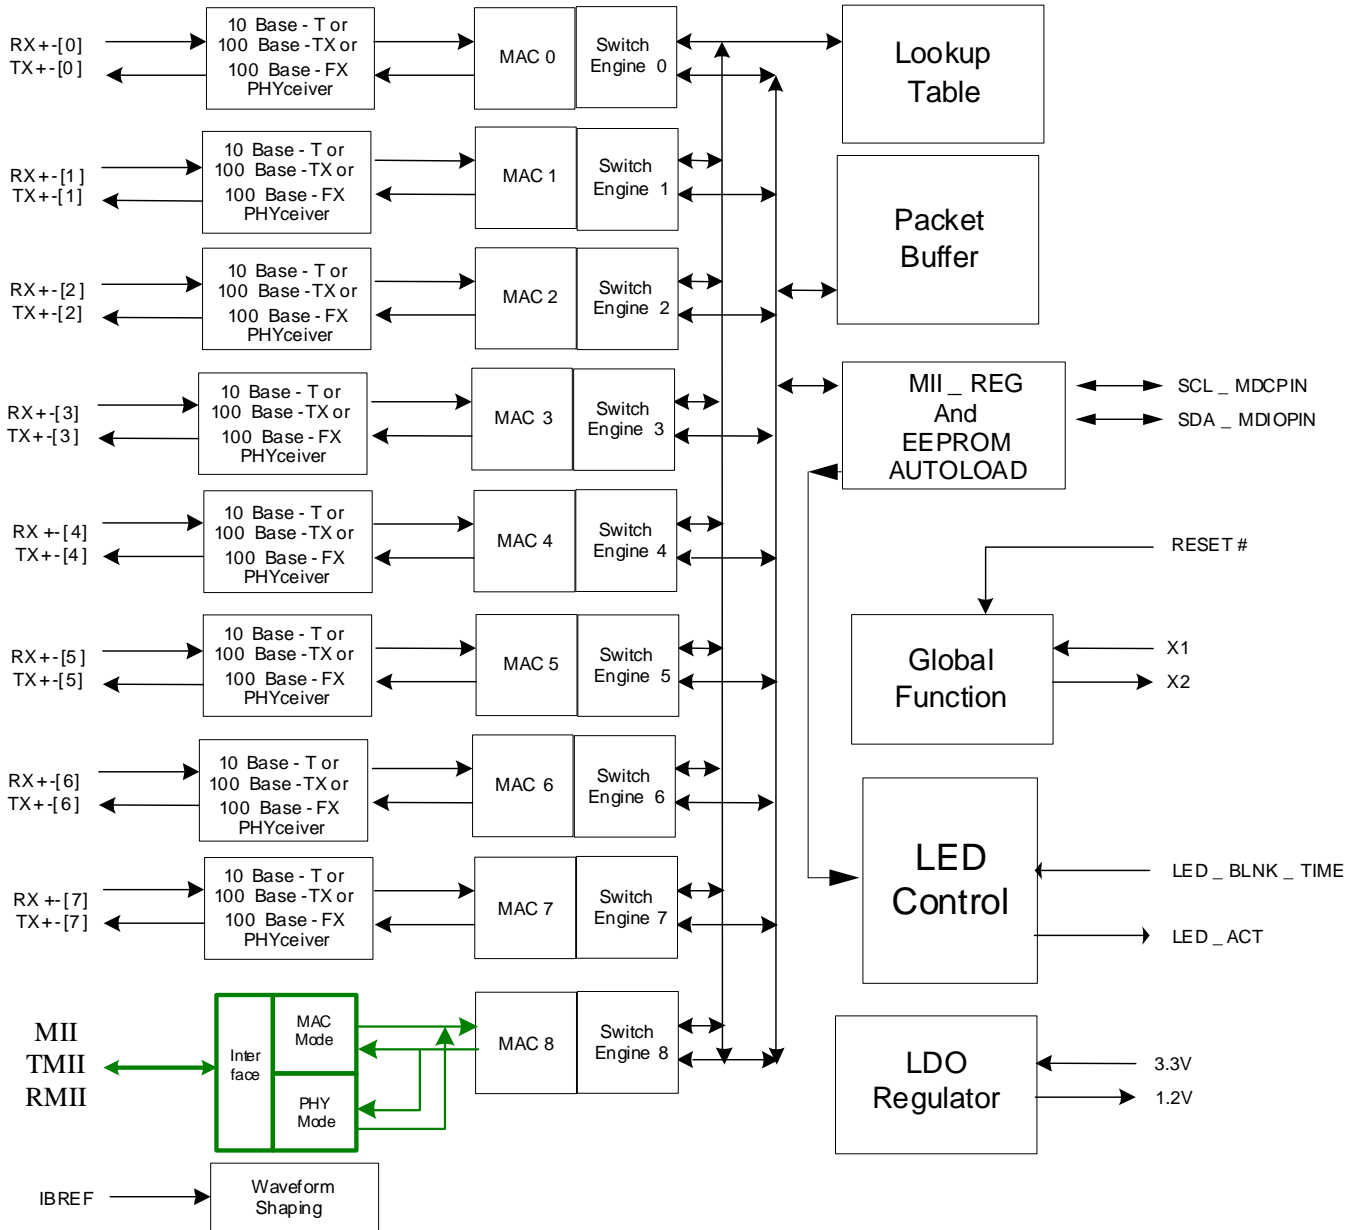 RX+-[0]
TX+-[0]
10 Base - T or
100 Base -TX or
100 Base - FX
PHYceiver
MAC 0
Switch
Engine 0
Lookup
Table
RX+-[1]
TX+-[1]
10 Base - T or
100 Base -TX or
100 Base - FX
PHYceiver
MAC 1
Switch
Engine 1
Packet
Buffer
RX+-[2]
TX+-[2]
10 Base - T or
100 Base -TX or
100 Base - FX
PHYceiver
MAC 2
Switch
Engine 2
RX+-[3]
TX+-[3]
10 Base - T or
100 Base -TX or
100 Base - FX
PHYceiver
MAC 3
Switch
Engine 3
MII _ REG
And
EEPROM
AUTOLOAD
SCL _ MDCPIN
SDA _ MDIOPIN
RX +-[4]
TX+-[4]
10 Base - T or
100 Base -TX or
100 Base - FX
PHYceiver
MAC 4
Switch
Engine 4
RESET #
RX+-[5]
TX+-[5]
10 Base - T or
100 Base -TX or
100 Base - FX
PHYceiver
MAC 5
Switch
Engine 5
Global
Function
X1
X2
RX+-[6]
TX+-[6]
10 Base - T or
100 Base -TX or
100 Base - FX
PHYceiver
MAC 6
Switch
Engine 6
LED
Control
LED _ BLNK _ TIME
LED _ ACT
RX +-[7]
TX+-[7]
10 Base - T or
100 Base -TX or
100 Base - FX
PHYceiver
MAC 7
Switch
Engine 7
MII
TMII
RMII
Inter
face
MAC
Mode
PHY
Mode
MAC 8
Switch
Engine 8
LDO
Regulator
3.3V
1.2V
IBREF
Waveform
Shaping